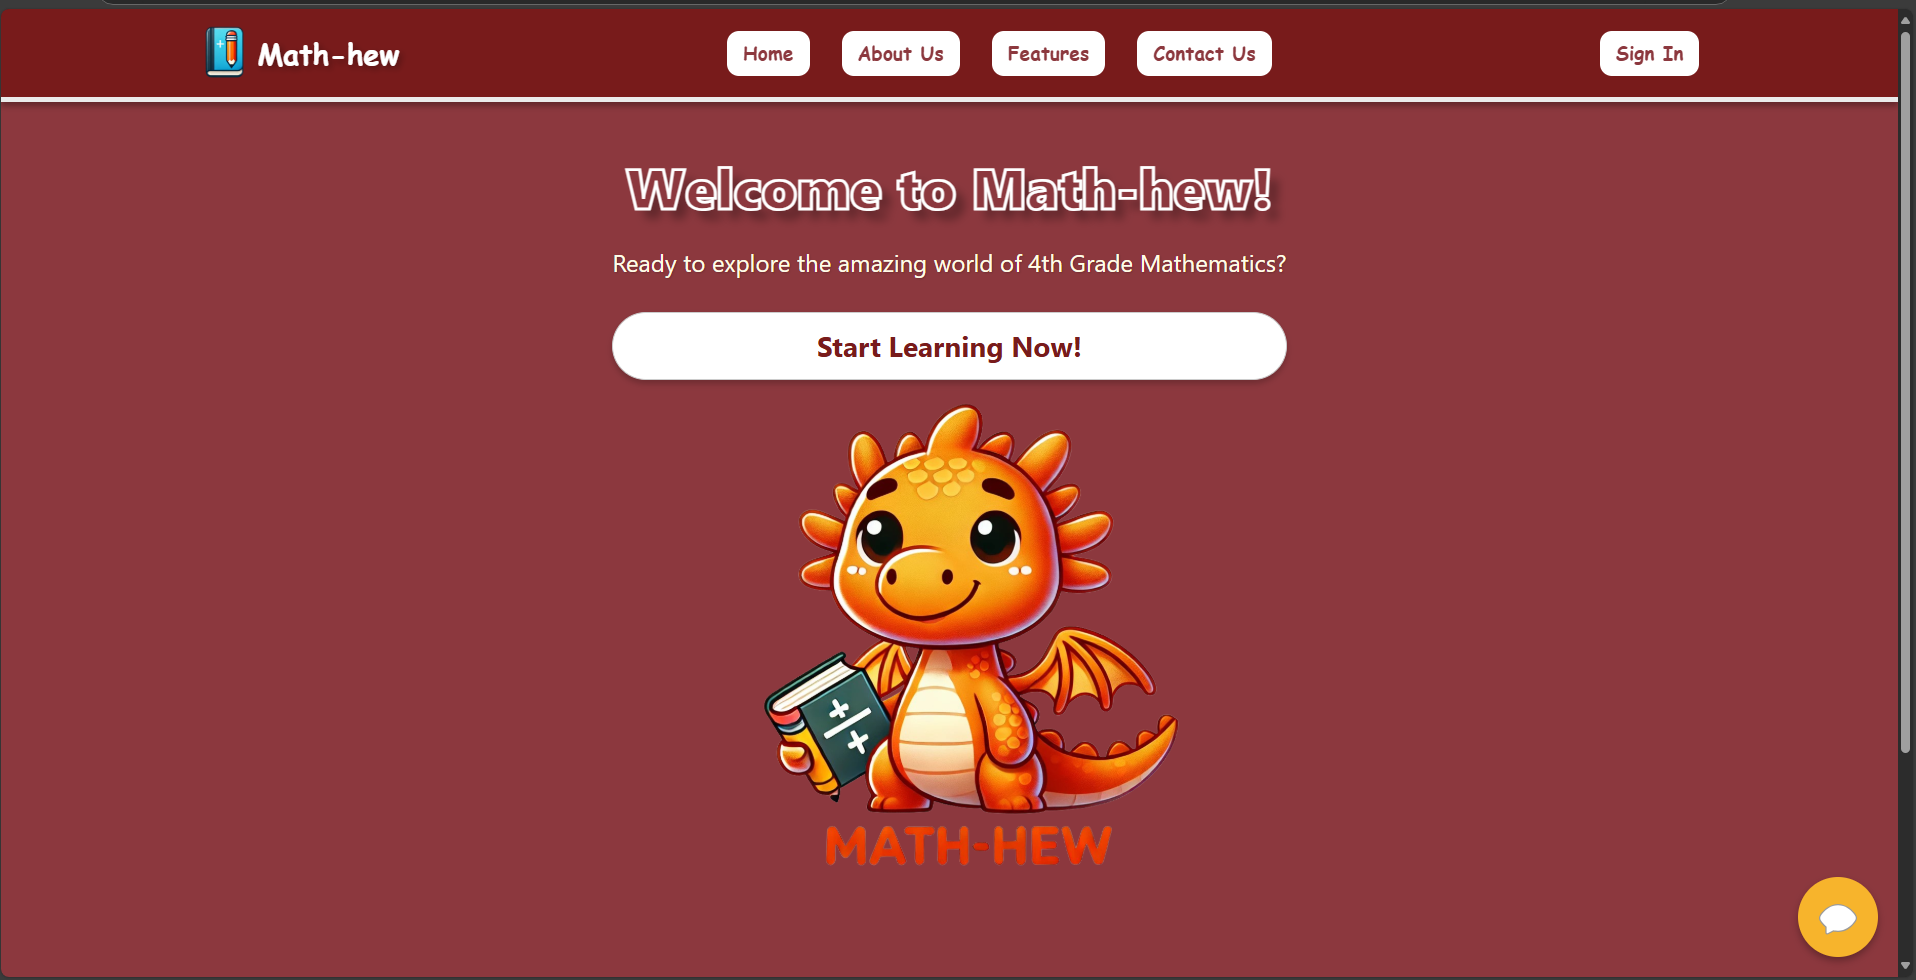 Math-hew
Home
About Us
Features
Contact Us
Sign In
Welcome to Math-hew!
Ready to explore the amazing world of 4th Grade Mathematics?
Start Learning Now!
MATH-HEW